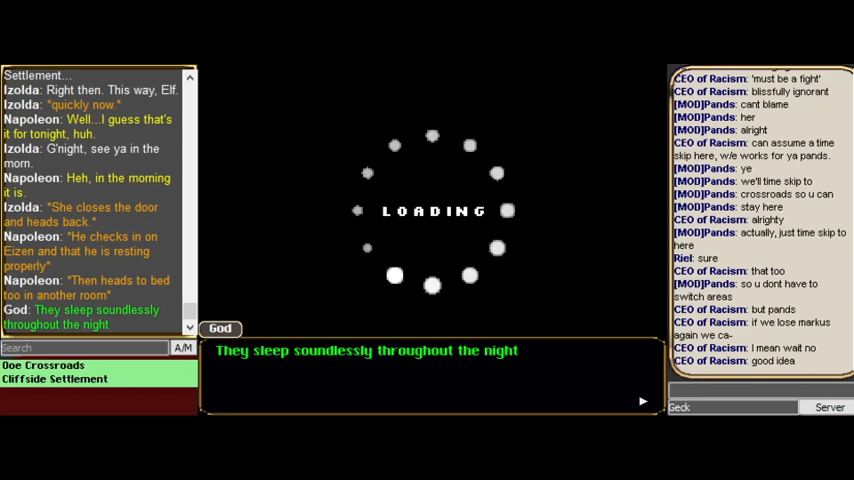 Settlement...
Izolda: Right then. This way, Elf.
Izolda: *quickly now.*
Napoleon: Well...I guess that's
it for tonight, huh.
Izolda: G'night, see ya in the
morn.
Napoleon: Heh, in the morning
it is.
Izolda: *She closes the door
and heads back.*
Napoleon: *He checks in on
Eizen and that he is resting
properly*
Napoleon: *Then heads to bed
too in another room*
God: They sleep soundlessly
throughout the night
Search
A/M
Doe Crossroads
Cliffside Settlement
LOADING
God
They sleep soundlessly throughout the night
CEO of Racism: 'must be a fight'
CEO of Racism: blissfully ignorant
[MOD]Pands: cant blame
[MOD]Pands: her
[MOD]Pands: alright
CEO of Racism: can assume a time
skip here, w/e works for ya pands.
[MOD]Pands: ye
[MOD]Pands: we'll time skip to
[MOD]Pands: crossroads so u can
[MOD]Pands: stay here
CEO of Racism: alrighty
[MOD]Pands: actually, just time skip to
here
Riel: sure
CEO of Racism: that too
[MOD]Pands: so u dont have to
switch areas
CEO of Racism: but pands
CEO of Racism: if we lose markus
again we ca-
CEO of Racism: I mean wait no
CEO of Racism: good idea
Geck
Server